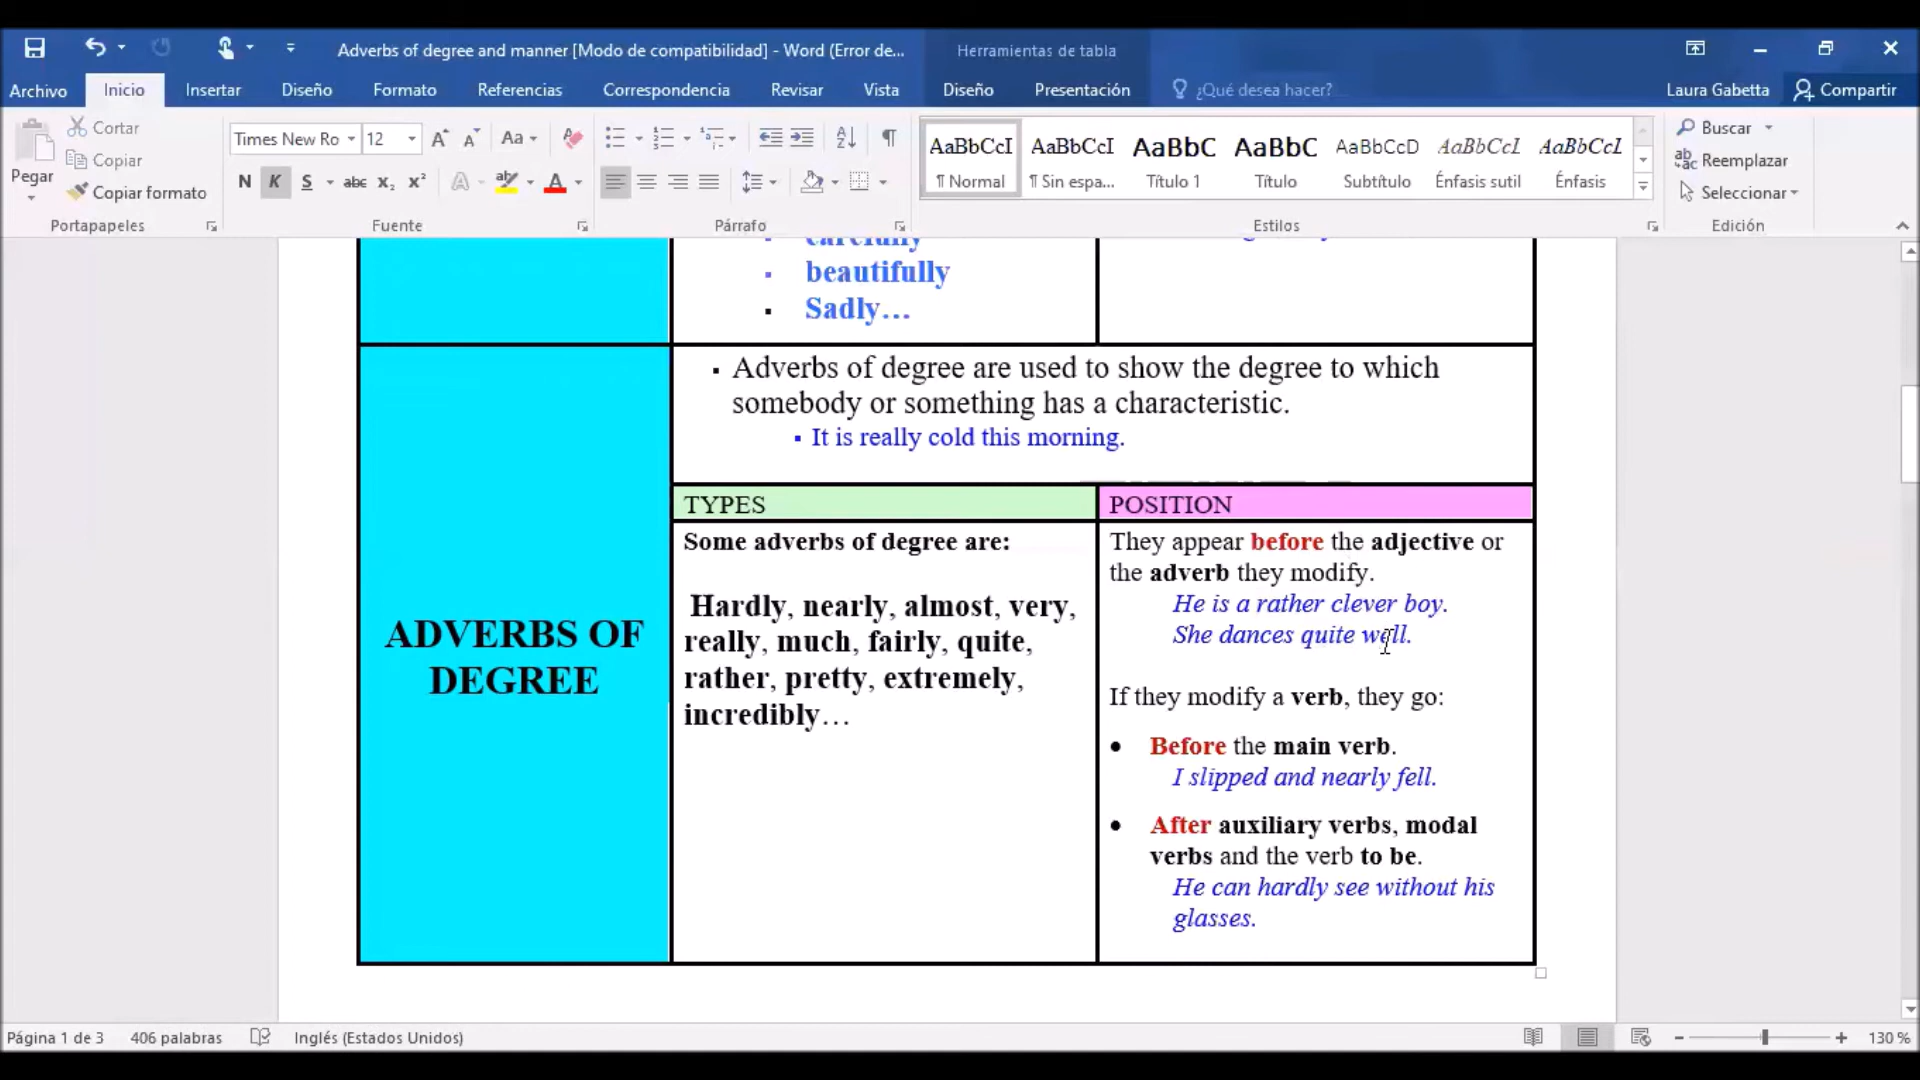 Adverbs of degree and manner [Modo de compatibilidad] - Word (Error de...
Herramientas de tabla
Archivo
Inicio
Insertar
Diseño
Formato
Referencias
Correspondencia
Revisar
Vista
Diseño
Presentación
¿Qué desea hacer?
Laura Gabetta
Compartir
Pegar
Cortar
Copiar
Copiar formato
Portapapeles
Times New Ro
12
Aa
N K S abc x₂ x²
Fuente
Párrafo
AaBbCcI
¶ Normal
AaBbCcI
¶ Sin espa...
AaBbC
Título 1
AaBbC
Título
AaBbCcD
Subtítulo
AaBbCcI
Énfasis sutil
AaBbCcI
Énfasis
Estilos
Buscar
Reemplazar
Seleccionar
Edición
carefully
beautifully
Sadly…
ADVERBS OF
DEGREE
Adverbs of degree are used to show the degree to which
somebody or something has a characteristic.
It is really cold this morning.
TYPES
Some adverbs of degree are:
Hardly, nearly, almost, very,
really, much, fairly, quite,
rather, pretty, extremely,
incredibly…
POSITION
They appear before the adjective or
the adverb they modify.
He is a rather clever boy.
She dances quite well.
If they modify a verb, they go:
Before the main verb.
I slipped and nearly fell.
After auxiliary verbs, modal
verbs and the verb to be.
He can hardly see without his
glasses.
Página 1 de 3
406 palabras
Inglés (Estados Unidos)
130 %